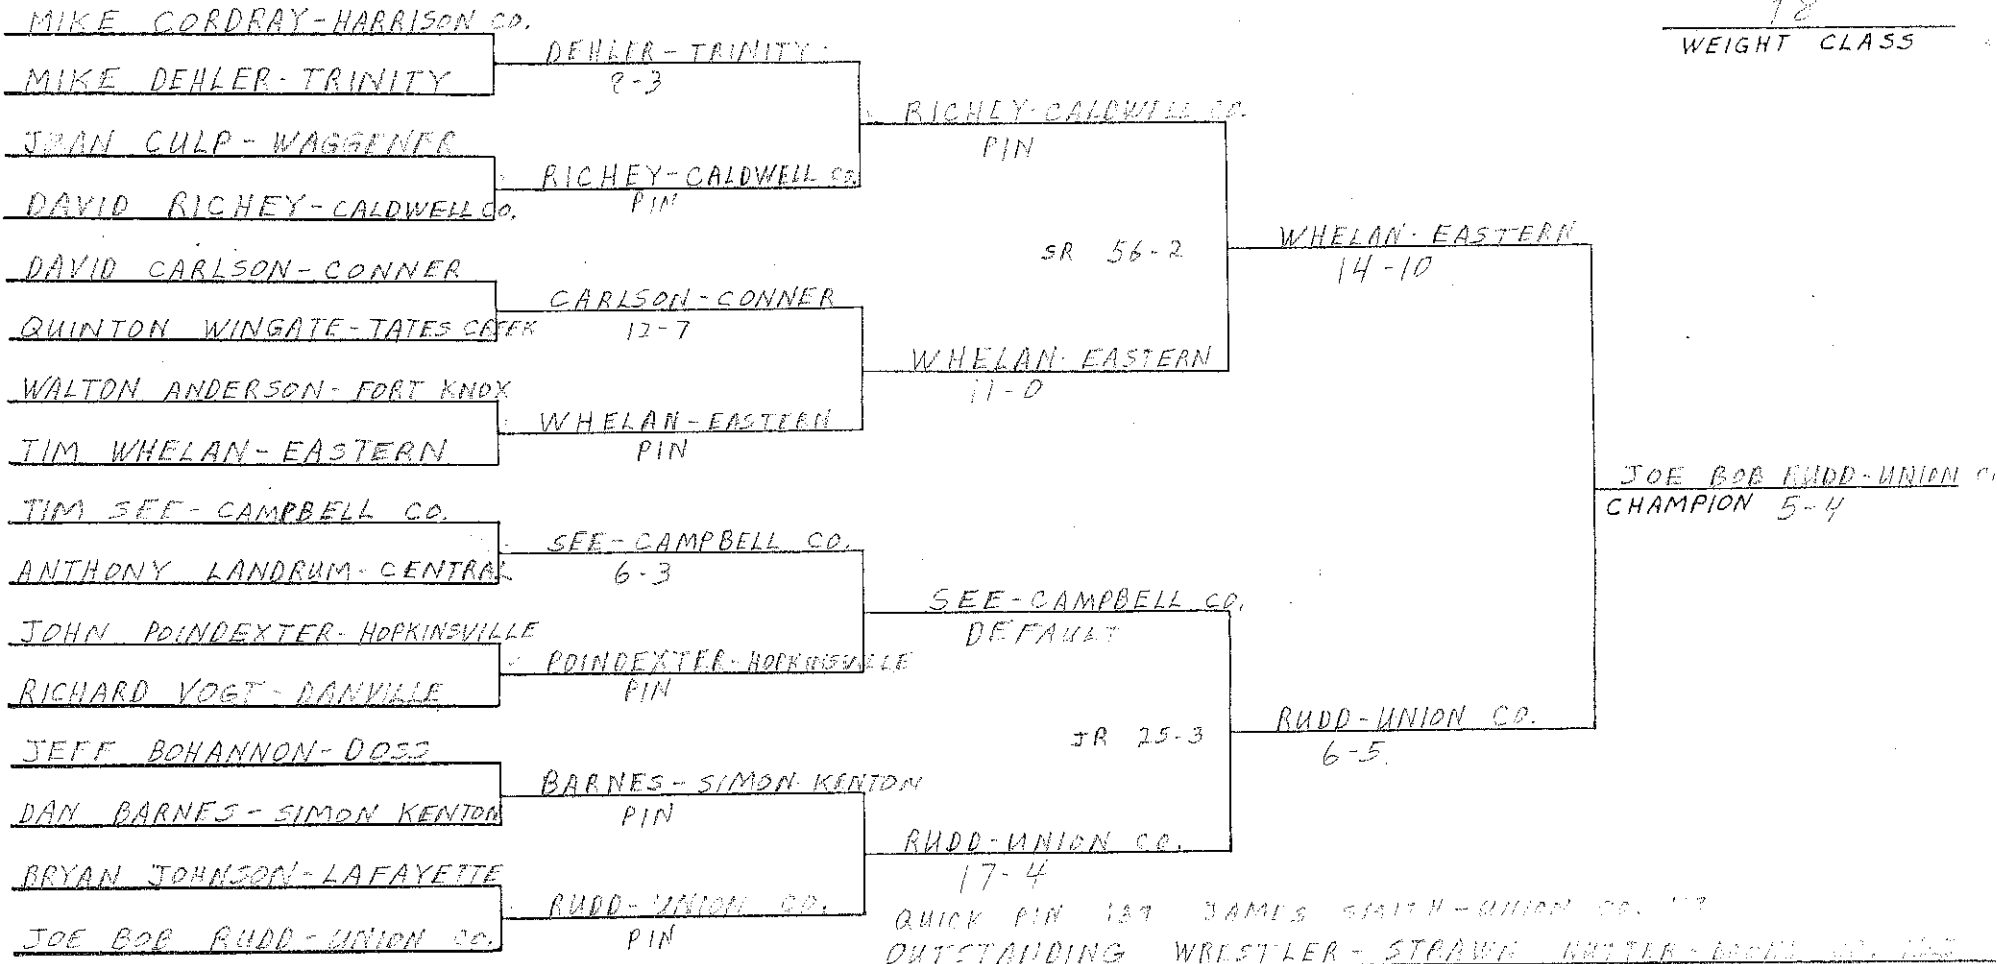 MIKE CORDRAY-HARRISON CO.
MIKE DEHLER-TRINITY
CULP-WAGGENER
DAVID RICHEY-CALDWELL CO.
DAVID CARLSON-CONNER
QUINTON WINGATE-TATES CREEK
WALTON ANDERSON-FORT KNOX
TIM WHELAN-EASTERN
TIM SEE-CAMPBELL CO.
ANTHONY LANDRUM-CENTRAL
JOHN POINDEXTER-HOPKINSVILLE
RICHARD VOGT-DANVILLE
JEFF BOHANNON-DOSS
DAN BARNES-SIMON KENTON
BRYAN JOHNSON-LAFAYETTE
JOE BOB RUDD-UNION CO.
DEHLER-TRINITY
RICHEY-CALDWELL CO.
PIN
CARLSON-CONNER
12-7
WHELAN-EASTERN
PIN
SEE-CAMPBELL CO.
6-3
POINDEXTER-HOPKINSVILLE
PIN
BARNES-SIMON KENTON
PIN
RUDD-UNION CO.
PIN
RICHEY-CALDWELL CO.
PIN
WHELAN-EASTERN
11-0
SEE-CAMPBELL CO.
DEFAULT
RUDD-UNION CO.
17-4
SR 56-2
WHELAN-EASTERN
14-10
JR 25-3
RUDD-UNION CO.
6-5
98
WEIGHT CLASS
JOE BOB RUDD-UNION
CHAMPION 5-4
QUICK PIN JAMES SMITH-UNION CO.
OUTSTANDING WRESTLER-